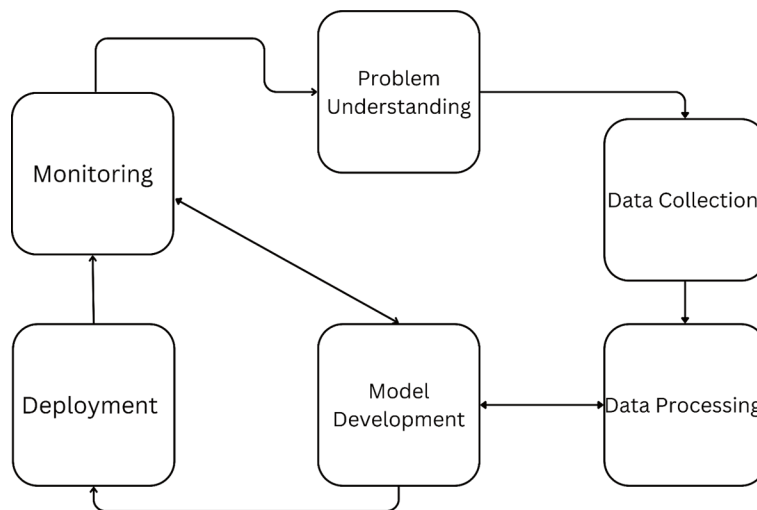 Problem
Understanding
Data Collection
Data Processing
Model
Development
Deployment
Monitoring